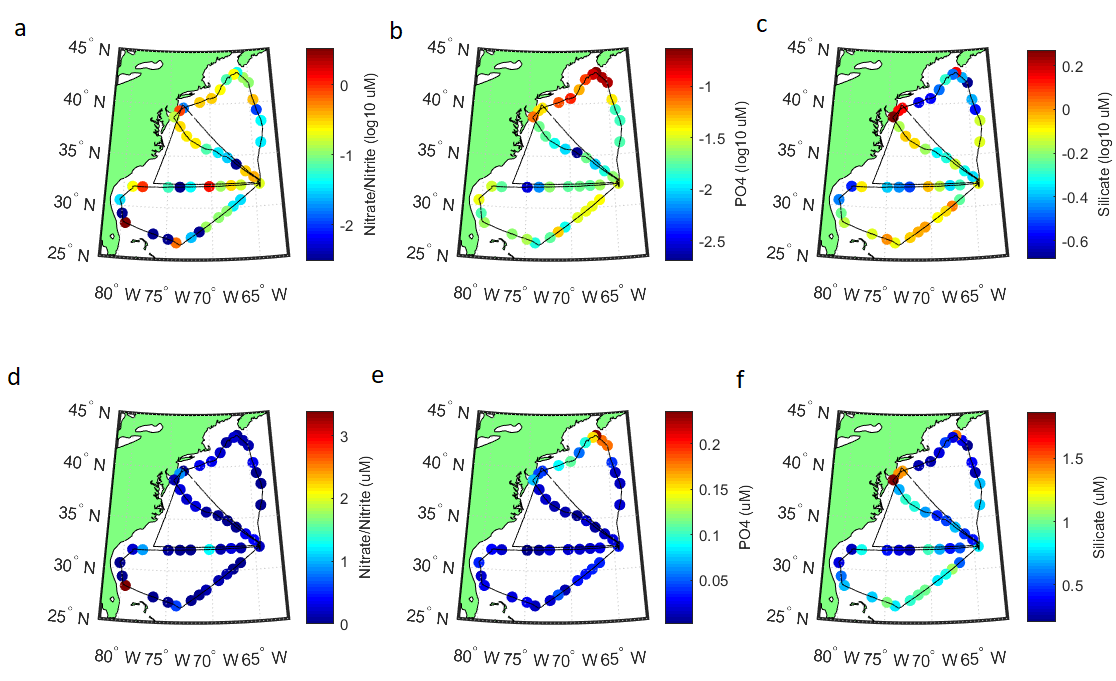 a
45° N
40° N
35° N
30° N
25° N
80° W 75° W 70° W 65° W
0
-1
-2
Nitrate/Nitrite (log10 uM)
b
45° N
40° N
35° N
30° N
25° N
80° W 75° W 70° W 65° W
-1
-1.5
-2
-2.5
PO4 (log10 uM)
c
45° N
40° N
35° N
30° N
25° N
80° W 75° W 70° W 65° W
0.2
0
-0.2
-0.4
-0.6
Silicate (log10 uM)
d
45° N
40° N
35° N
30° N
25° N
80° W 75° W 70° W 65° W
3
2
1
0
Nitrate/Nitrite (uM)
e
45° N
40° N
35° N
30° N
25° N
80° W 75° W 70° W 65° W
0.2
0.15
0.1
0.05
PO4 (uM)
f
45° N
40° N
35° N
30° N
25° N
80° W 75° W 70° W 65° W
1.5
1
0.5
Silicate (uM)